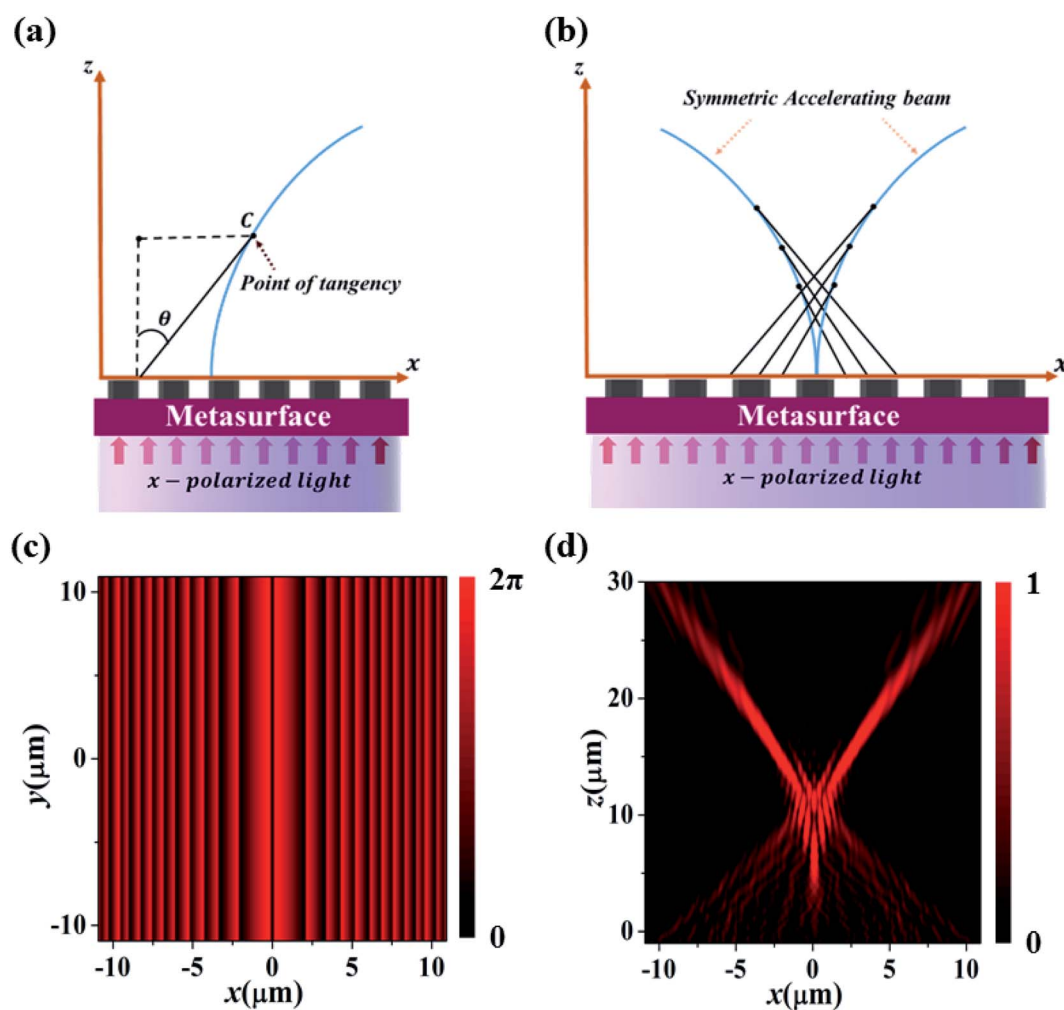 (a)
z
C
Point of tangency
θ
x
Metasurface
x − polarized light
(b)
z
Symmetric Accelerating beam
x
Metasurface
x − polarized light
(c)
10
0
-10
y(μm)
-10
-5
0
5
10
x(μm)
2π
0
(d)
30
20
10
0
z(μm)
-10
-5
0
5
10
x(μm)
1
0